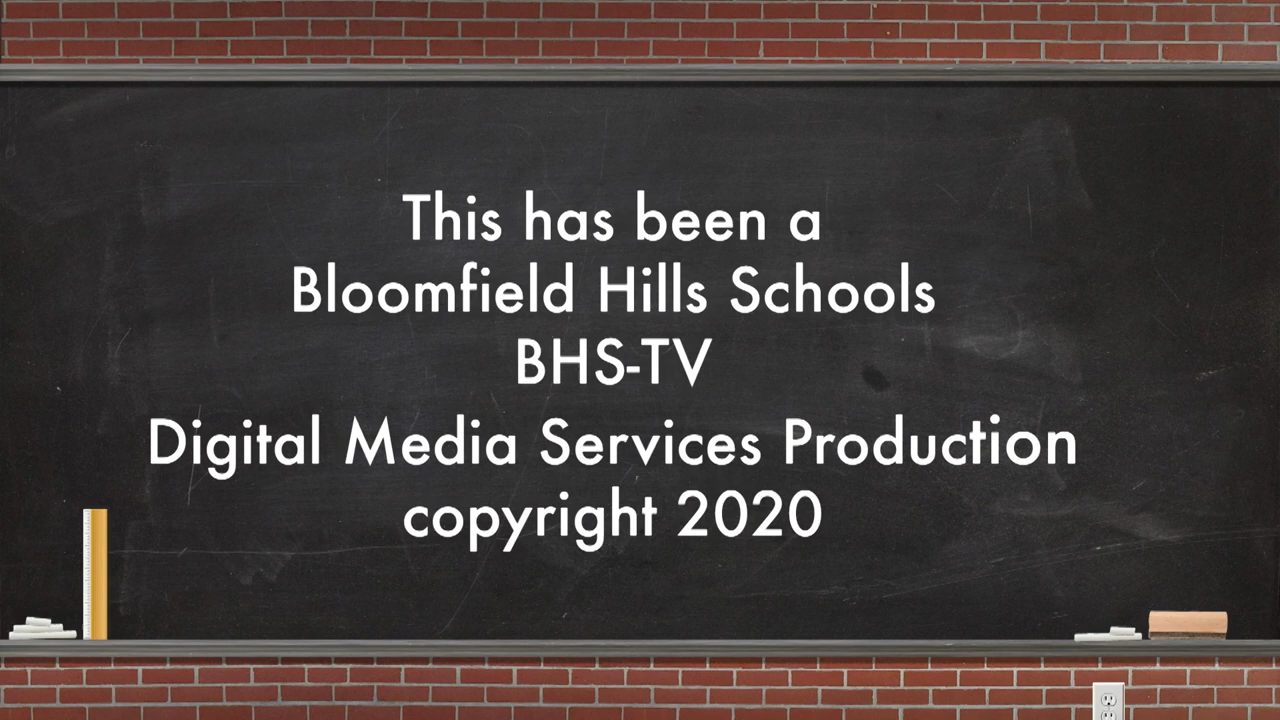 This has been a
Bloomfield Hills Schools
BHS-TV
Digital Media Services Production
copyright 2020